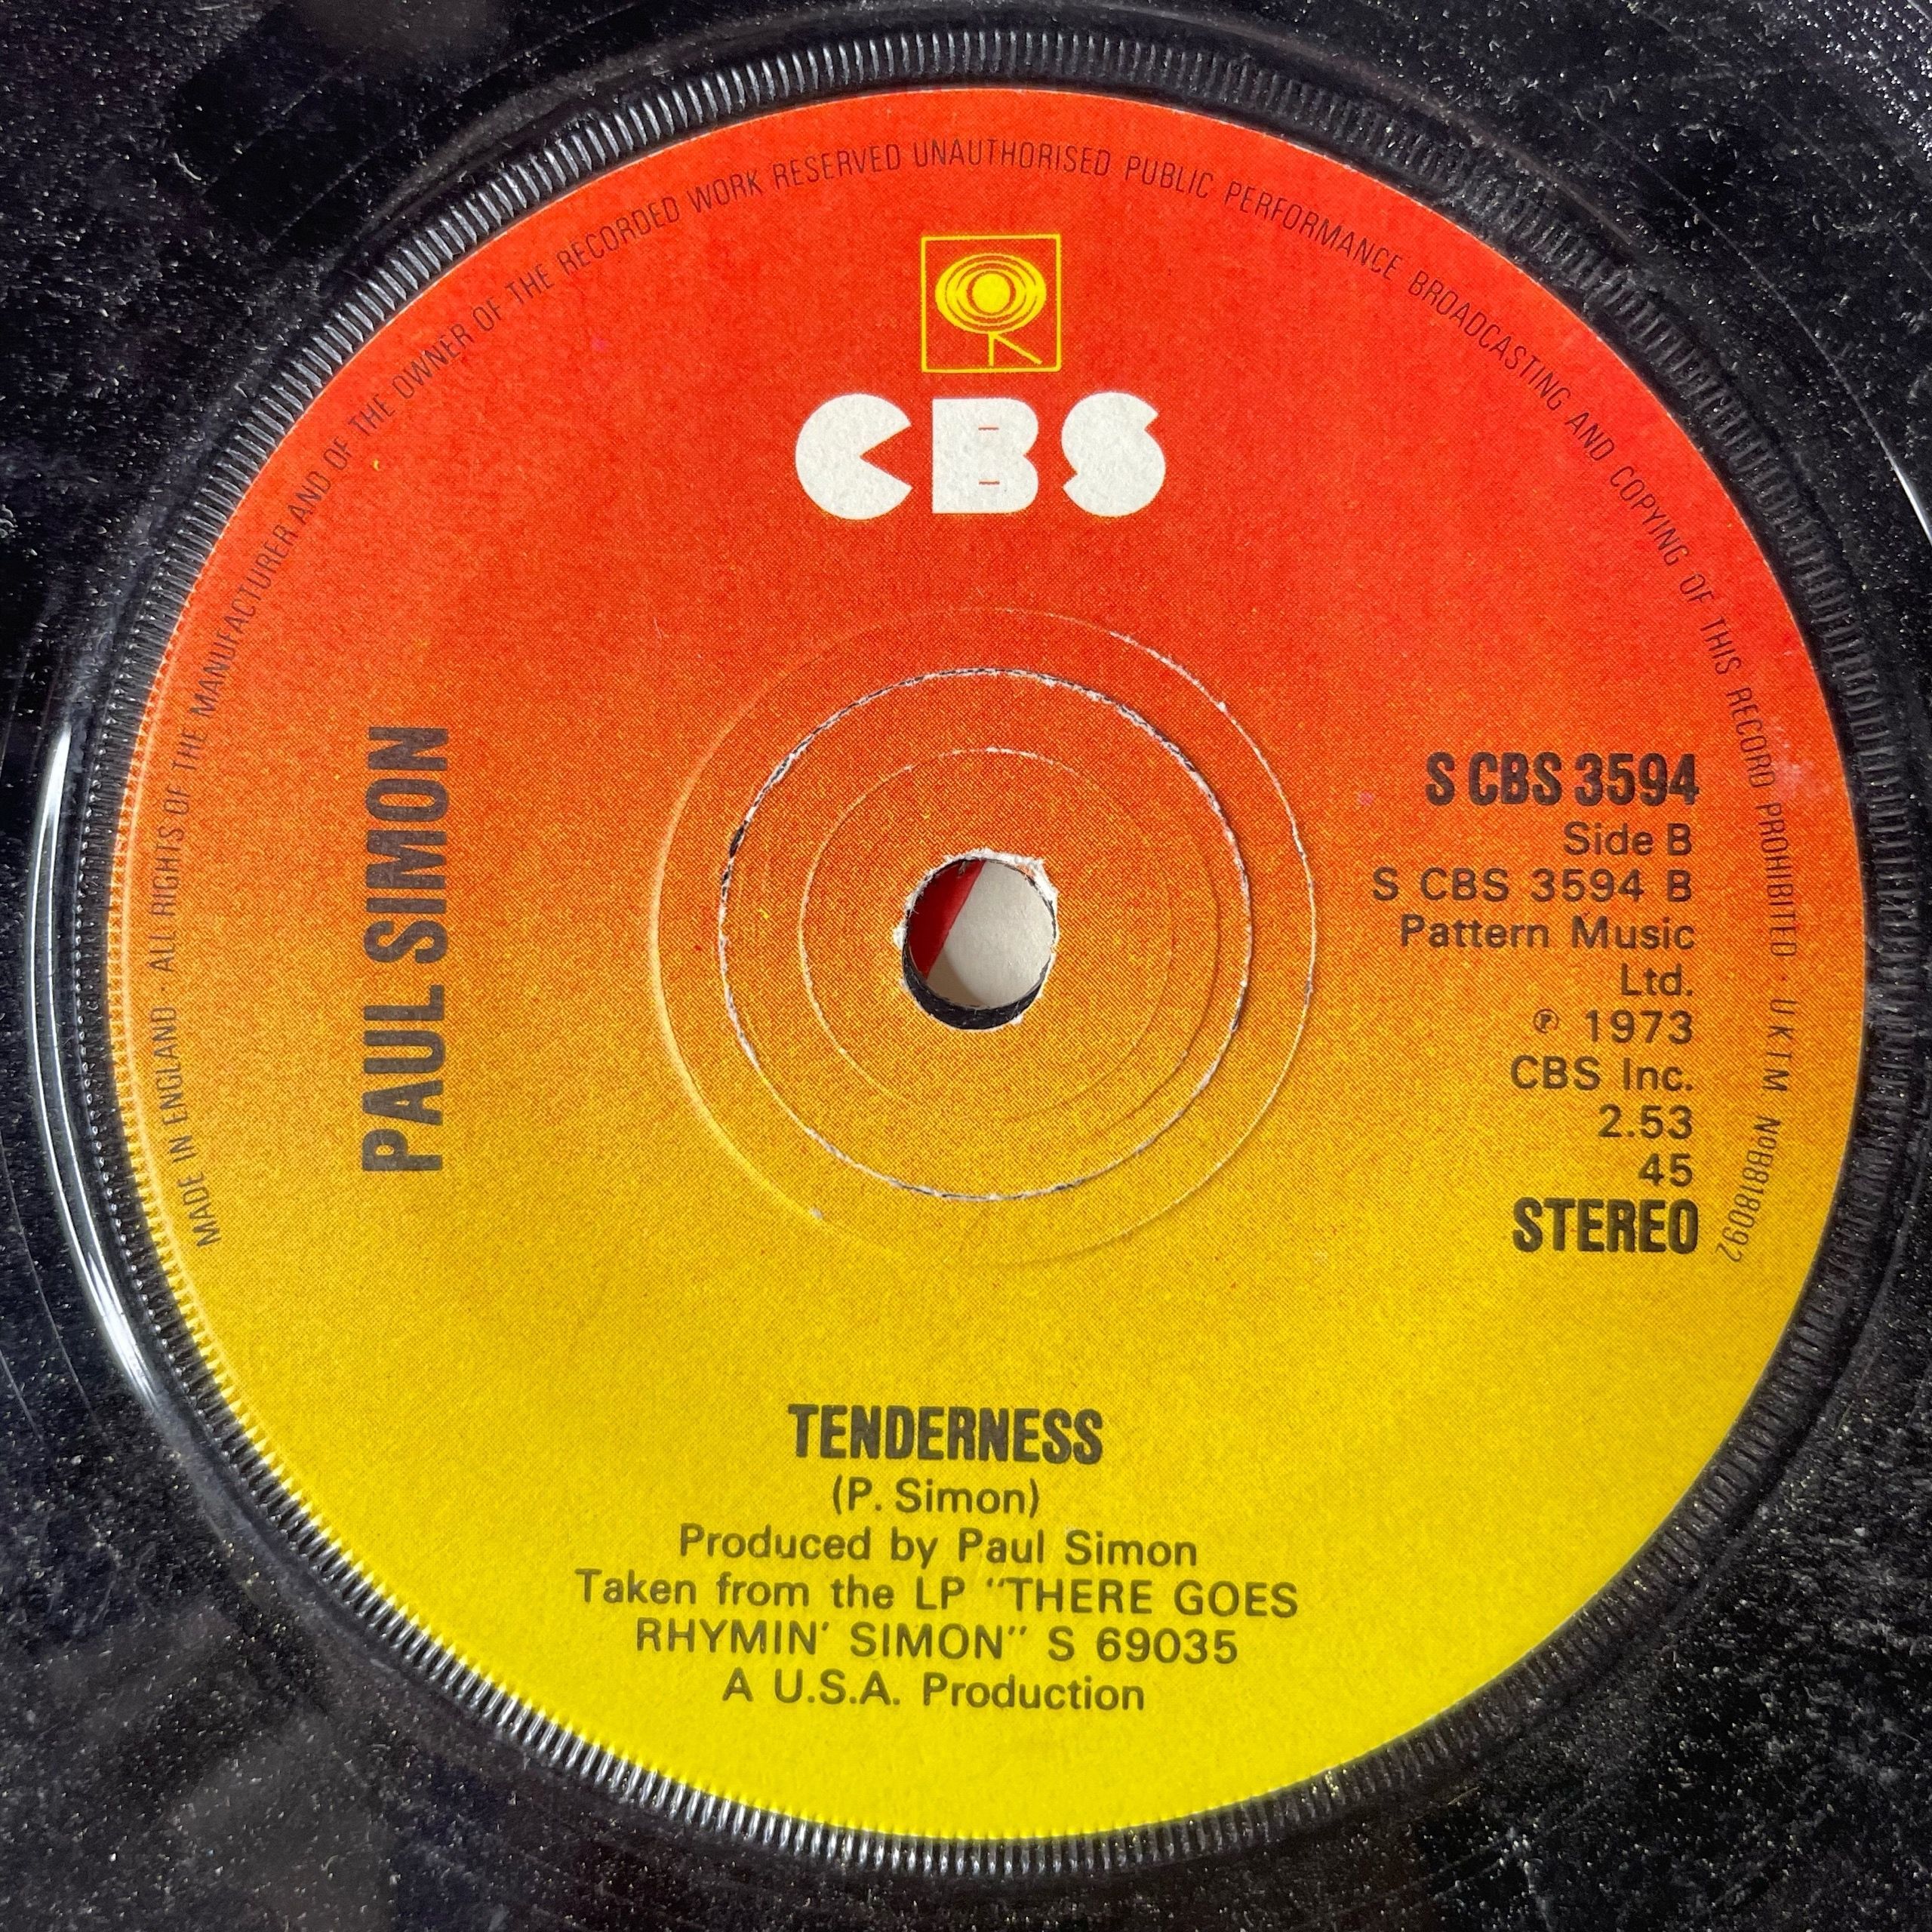 MADE IN ENGLAND · ALL RIGHTS OF THE MANUFACTURER AND OF THE OWNER OF THE RECORDED WORK RESERVED UNAUTHORISED PUBLIC PERFORMANCE BROADCASTING AND COPYING OF THIS RECORD PROHIBITED · U K T.M. No B818092
CBS
PAUL SIMON
S CBS 3594
Side B
S CBS 3594 B
Pattern Music
Ltd.
℗ 1973
CBS Inc.
2.53
45
STEREO
TENDERNESS
(P. Simon)
Produced by Paul Simon
Taken from the LP "THERE GOES
RHYMIN' SIMON" S 69035
A U.S.A. Production